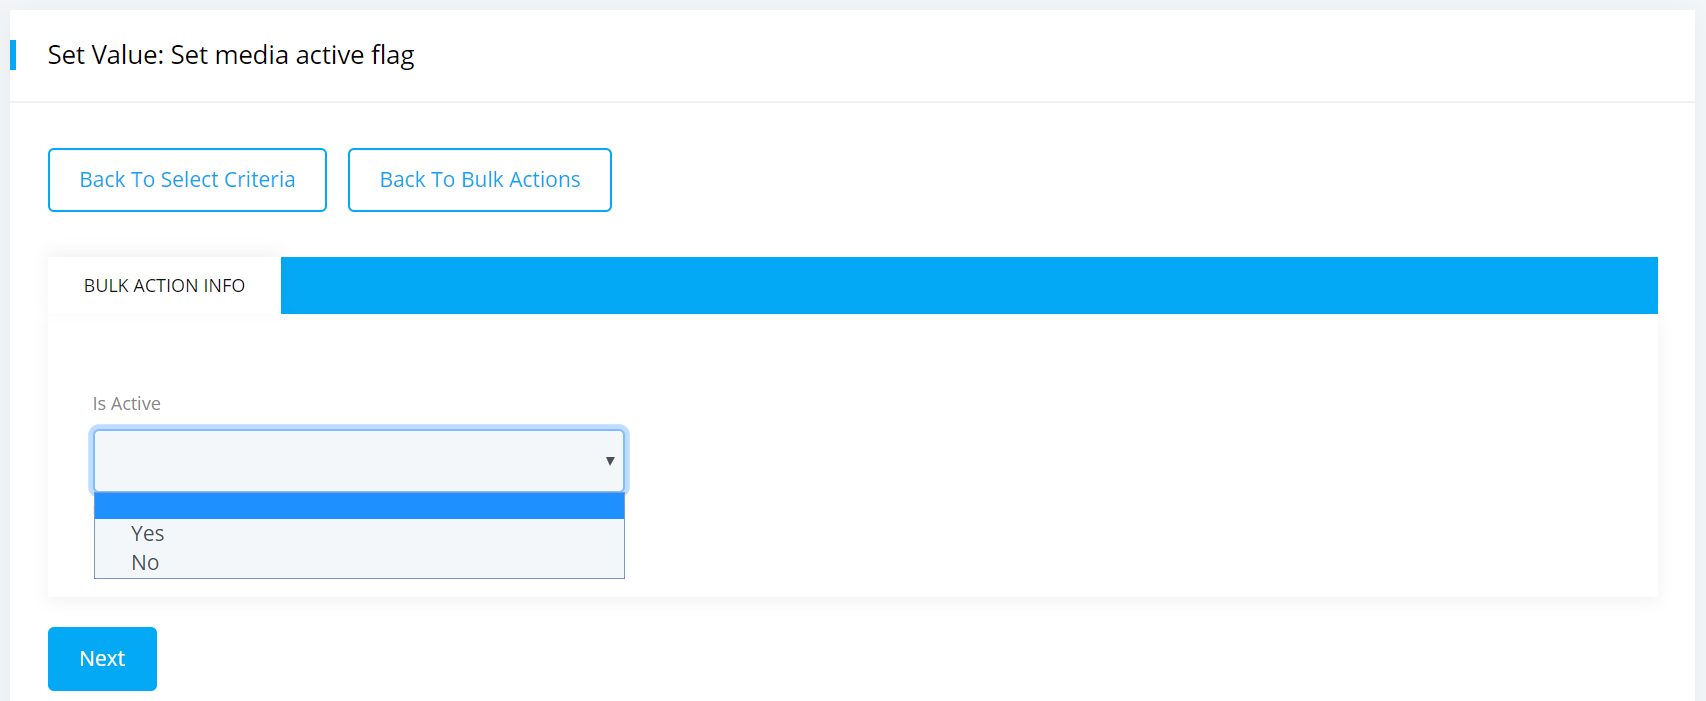 Set Value: Set media active flag
Back To Select Criteria
Back To Bulk Actions
BULK ACTION INFO
Is Active
Yes
No
Next